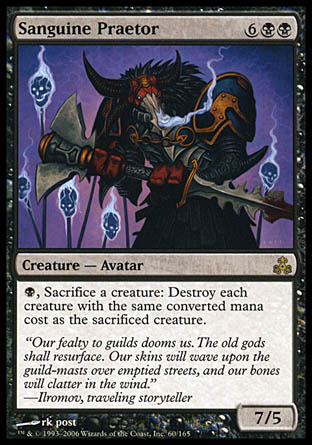 Sanguine Praetor 6
Creature — Avatar
, Sacrifice a creature: Destroy each
creature with the same converted mana
cost as the sacrificed creature.
“Our fealty to guilds dooms us. The old gods
shall resurface. Our skins will wave upon the
guild-masts over emptied streets, and our bones
will clatter in the wind.”
—Ilromov, traveling storyteller
rk post
™ & © 1993–2006 Wizards of the Coast, Inc. 60/165
7/5